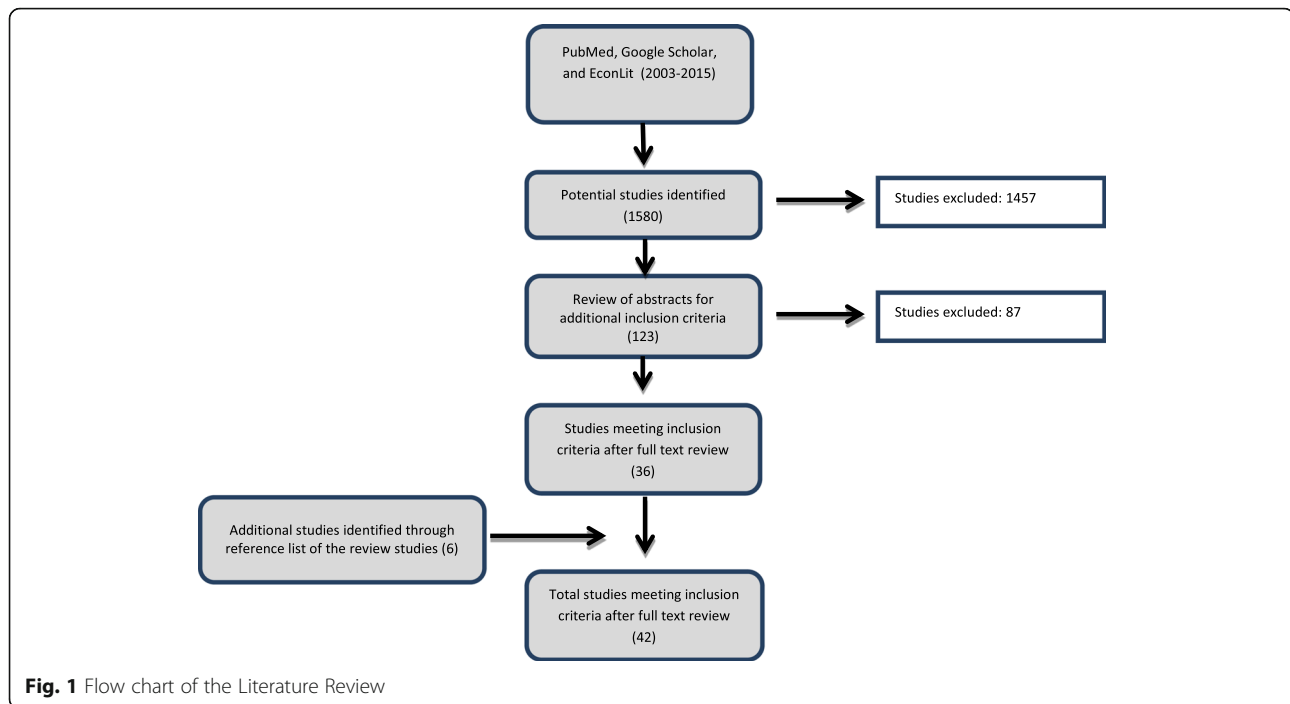 PubMed, Google Scholar,
and EconLit (2003-2015)
Potential studies identified
(1580)
Studies excluded: 1457
Review of abstracts for
additional inclusion criteria
(123)
Studies excluded: 87
Studies meeting inclusion
criteria after full text review
(36)
Additional studies identified through
reference list of the review studies (6)
Total studies meeting inclusion
criteria after full text review
(42)
Fig. 1 Flow chart of the Literature Review